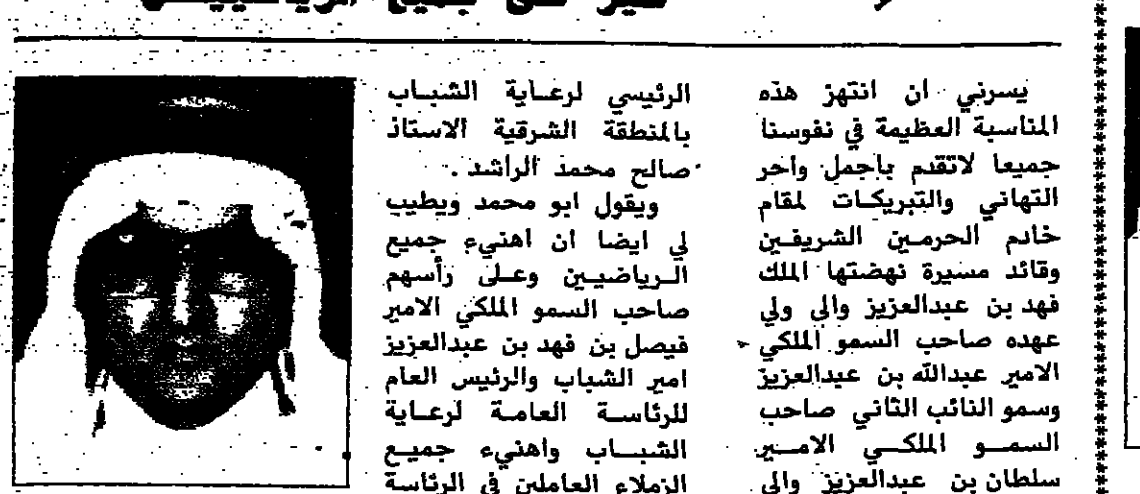 على جميع الرياضيين
يسرني ان انتهز هذه
المناسبة العظيمة في نفوسنا
جميعا لاتقدم باجمل واحر
التهاني والتبريكات لمقام
خادم الحرمين الشريفين
وقائد مسيرة نهضتها الملك
فهد بن عبدالعزيز والى ولي
عهده صاحب السمو الملكي
الامير عبدالله بن عبدالعزيز
وسمو النائب الثاني صاحب
السمو الملكي الامير
سلطان بن عبدالعزيز والى
الرئيسي لرعاية الشباب
بالمنطقة الشرقية الاستاذ
صالح محمد الراشد .
ويقول ابو محمد ويطيب
لي ايضا ان اهنيء جميع
الرياضيين وعلى رأسهم
صاحب السمو الملكي الامير
فيصل بن فهد بن عبدالعزيز
امير الشباب والرئيس العام
للرئاسة العامة لرعاية
الشباب واهنيء جميع
الزملاء العاملين في الرئاسة